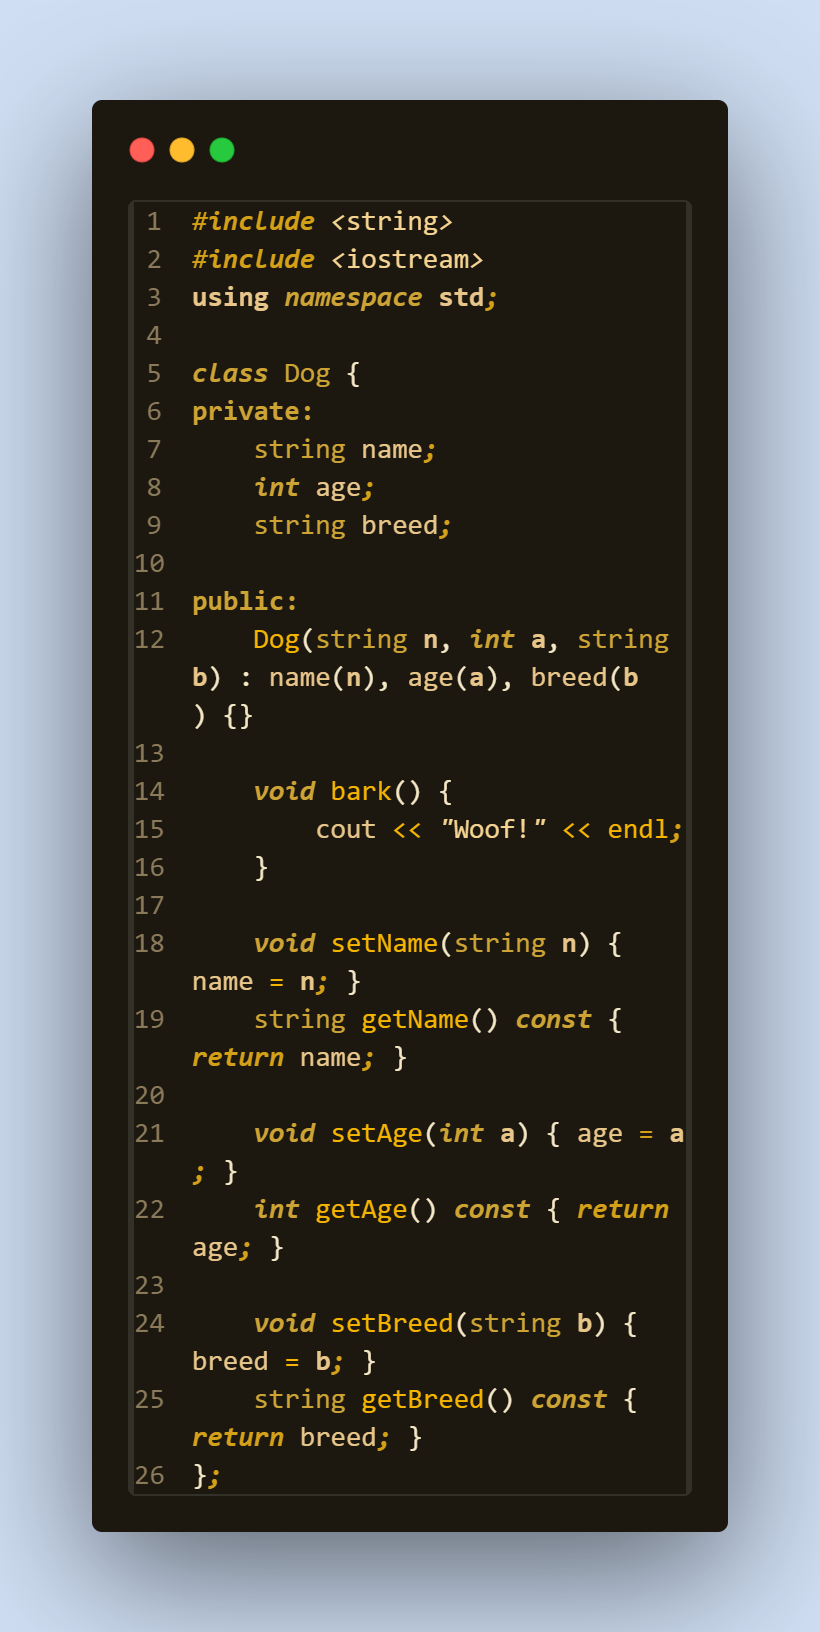 1 #include <string>
2 #include <iostream>
3 using namespace std;
4
5 class Dog {
6 private:
7     string name;
8     int age;
9     string breed;
10
11 public:
12     Dog(string n, int a, string
b) : name(n), age(a), breed(b
) {}
13
14     void bark() {
15         cout << "Woof!" << endl;
16     }
17
18     void setName(string n) {
name = n; }
19     string getName() const {
return name; }
20
21     void setAge(int a) { age = a
; }
22     int getAge() const { return
age; }
23
24     void setBreed(string b) {
breed = b; }
25     string getBreed() const {
return breed; }
26 };